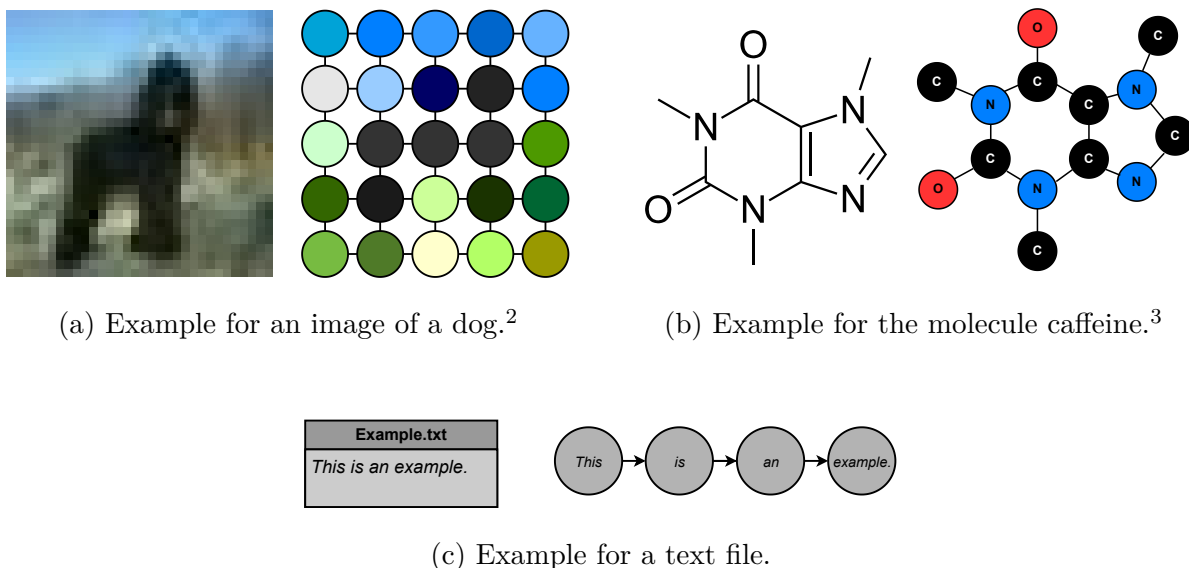 O
N
N
O
N
N
O
C
C
N
N
C
C
C
C
C
O
N
N
C
(a) Example for an image of a dog.²
(b) Example for the molecule caffeine.³
Example.txt
This is an example.
This is an example.
(c) Example for a text file.